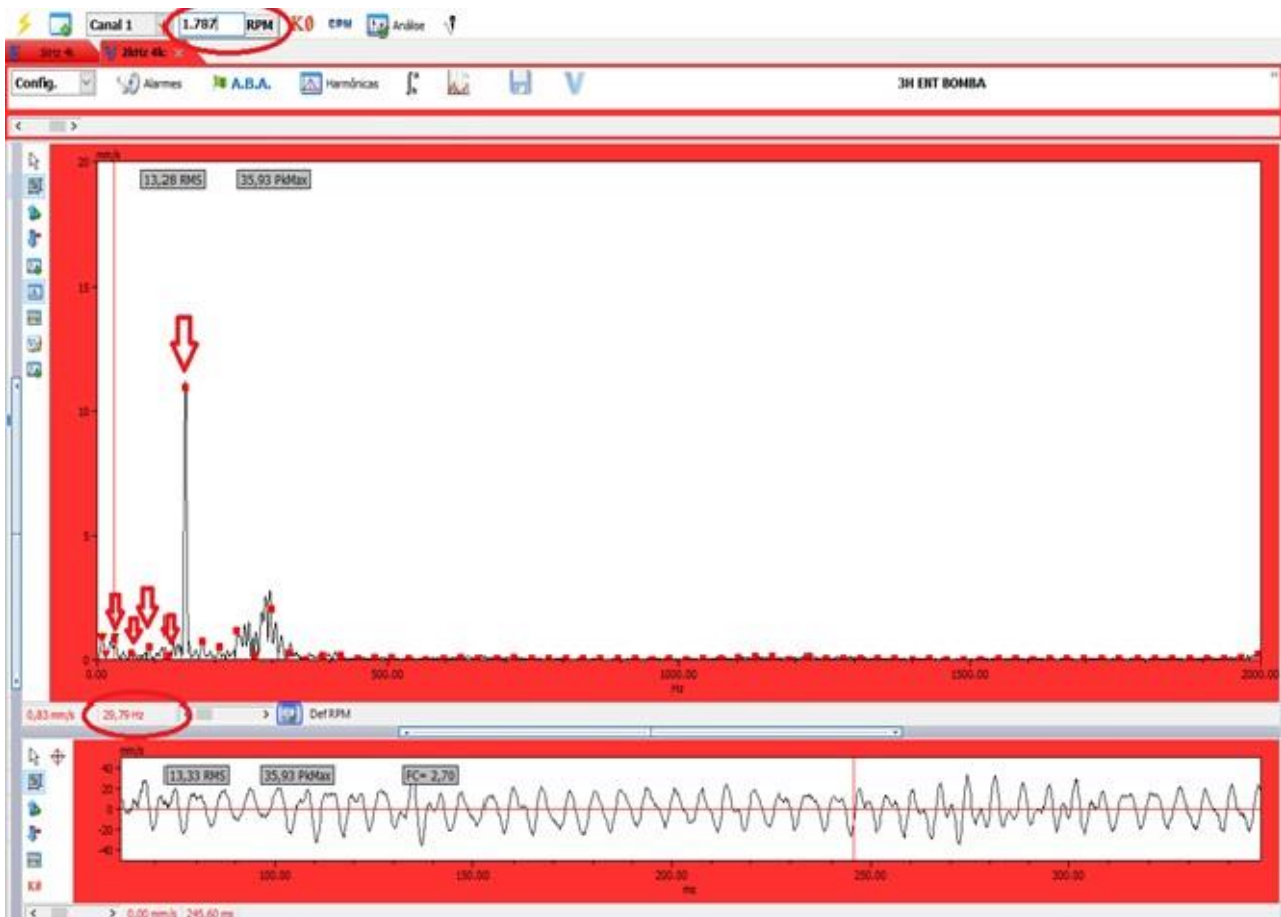 Canal 1 1.787 RPM K0 CPM Análise
2kHz 4k
Config. Alarmes A.B.A. Harmônicas 3H ENT BOMBA
mm/s
20
13,28 RMS 35,93 PkMax
15
10
5
0
0.00 500.00 1000.00 1500.00 2000.00
Hz
0,83 mm/s 29,79 Hz Def RPM
mm/s
40
20
0
-20
-40
13,33 RMS 35,93 PkMax FC= 2,70
100.00 150.00 200.00 250.00 300.00
ms
K0
0,00 mm/s 245,60 ms